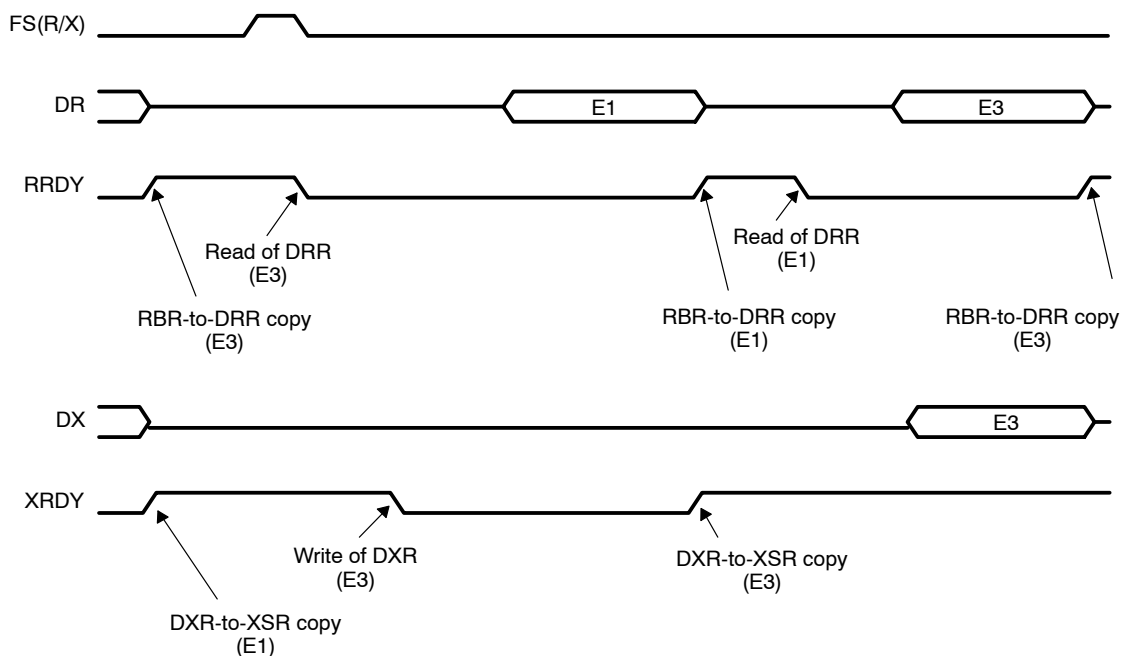 FS(R/X)
DR
E1
E3
RRDY
Read of DRR
(E3)
Read of DRR
(E1)
RBR-to-DRR copy
(E3)
RBR-to-DRR copy
(E1)
RBR-to-DRR copy
(E3)
DX
E3
XRDY
Write of DXR
(E3)
DXR-to-XSR copy
(E3)
DXR-to-XSR copy
(E1)